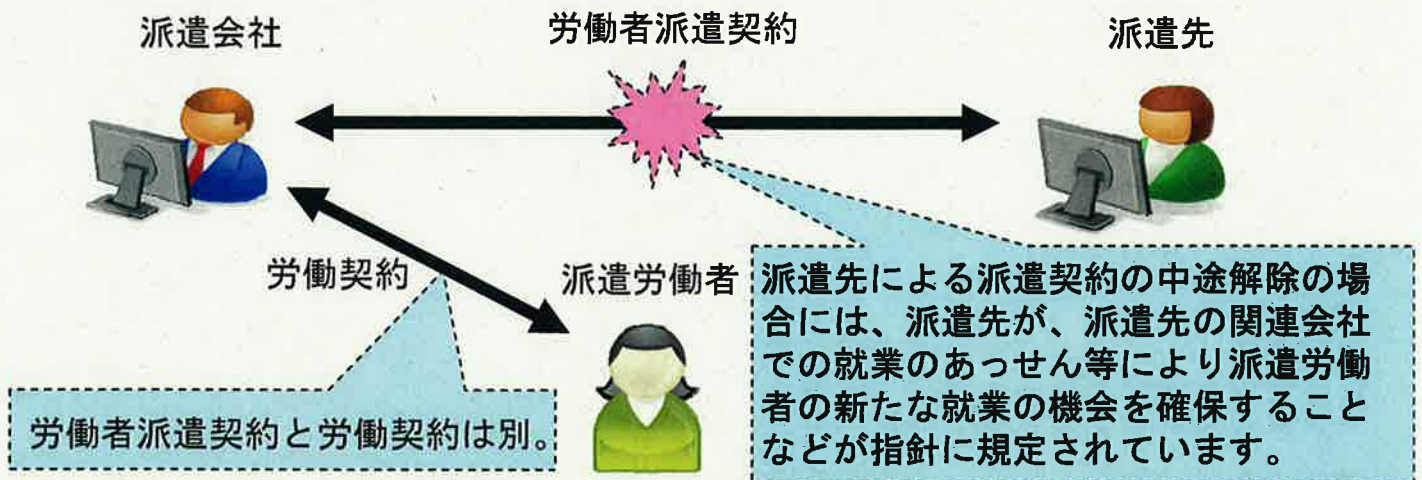 派遣会社
労働者派遣契約
派遣先
労働契約
派遣労働者
労働者派遣契約と労働契約は別。
派遣先による派遣契約の中途解除の場
合には、派遣先が、派遣先の関連会社
での就業のあっせん等により派遣労働
者の新たな就業の機会を確保すること
などが指針に規定されています。